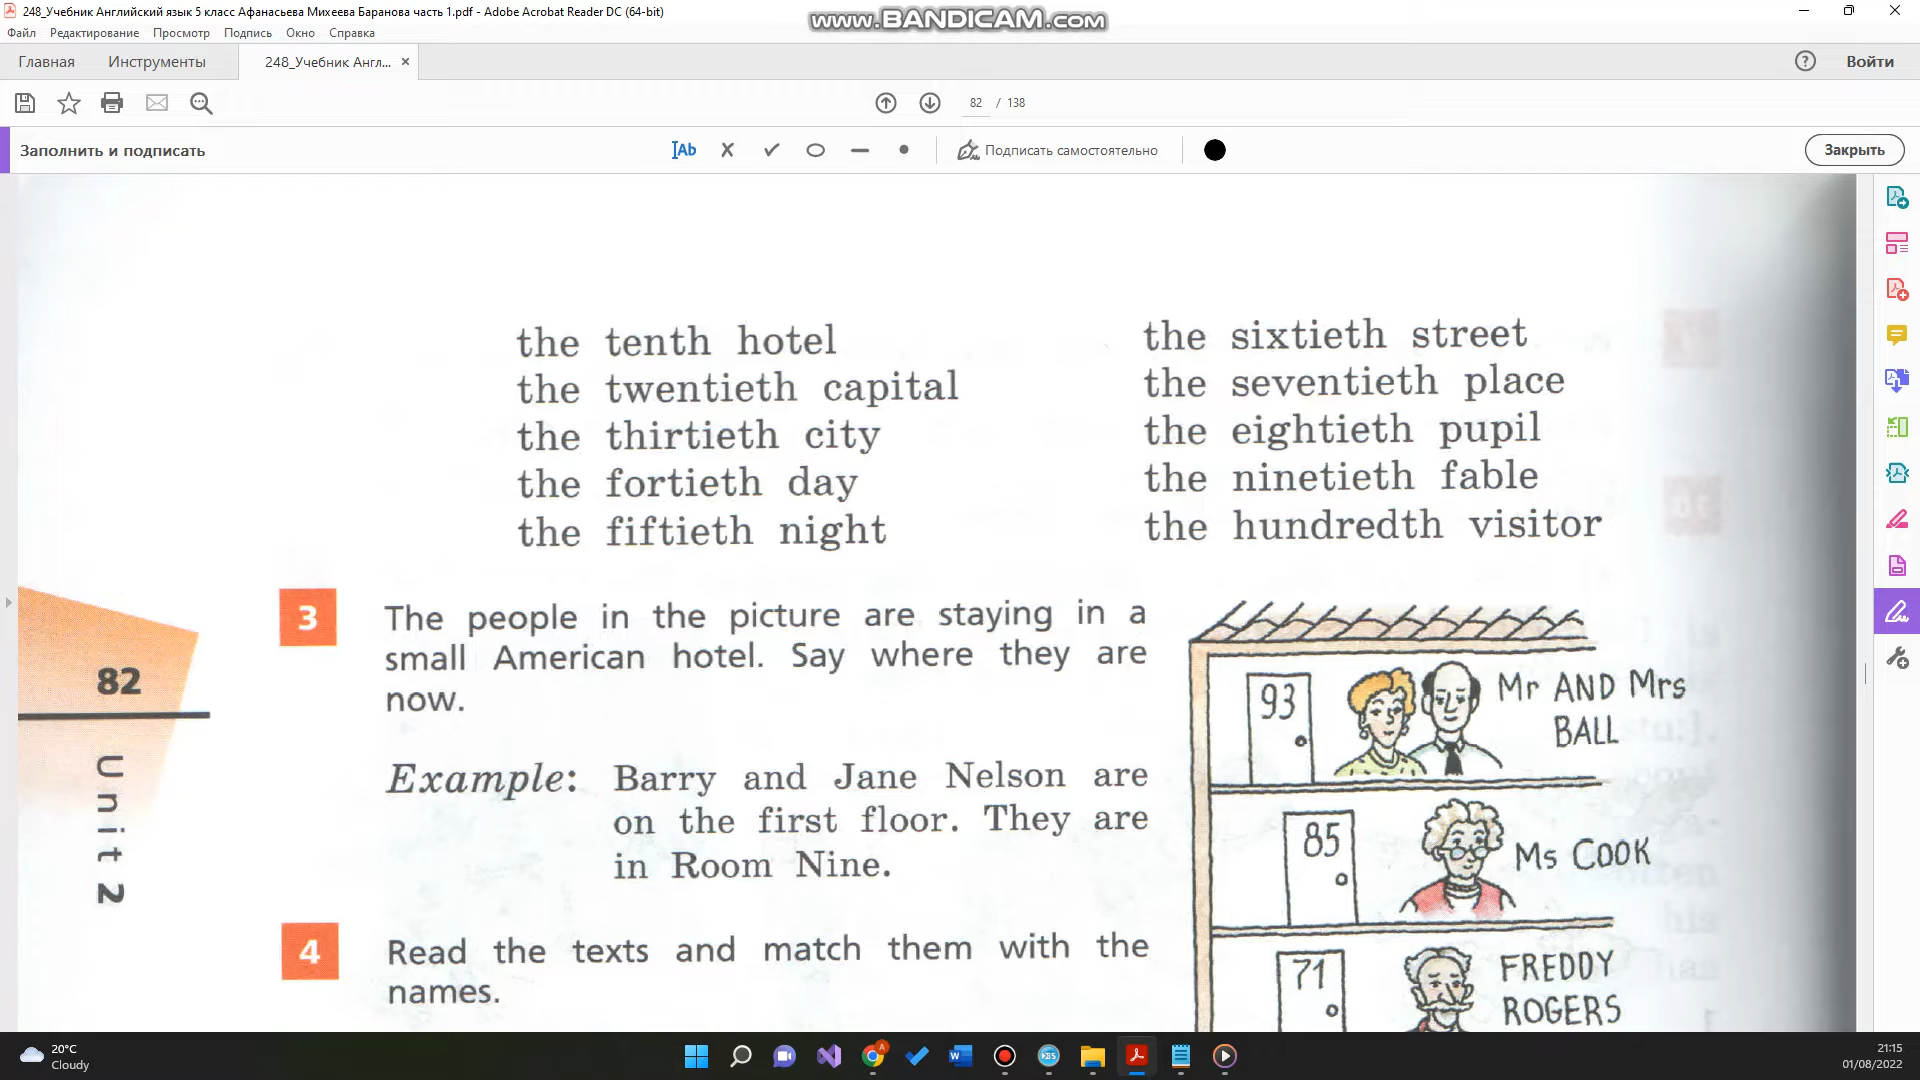 248_Учебник Английский язык 5 класс Афанасьева Михеева Баранова часть 1.pdf - Adobe Acrobat Reader DC (64-bit)
www.BANDICAM.com
Файл Редактирование Просмотр Подпись Окно Справка
Главная Инструменты 248_Учебник Англ... × Войти
82 / 138
Заполнить и подписать Ab Подписать самостоятельно Закрыть
the tenth hotel
the twentieth capital
the thirtieth city
the fortieth day
the fiftieth night
the sixtieth street
the seventieth place
the eightieth pupil
the ninetieth fable
the hundredth visitor
3 The people in the picture are staying in a
small American hotel. Say where they are
now.
Example: Barry and Jane Nelson are
on the first floor. They are
in Room Nine.
4 Read the texts and match them with the
names.
82
Unit 2
93 Mr AND Mrs
BALL
85 Ms COOK
71 FREDDY
ROGERS
20°C
Cloudy
21:15
01/08/2022